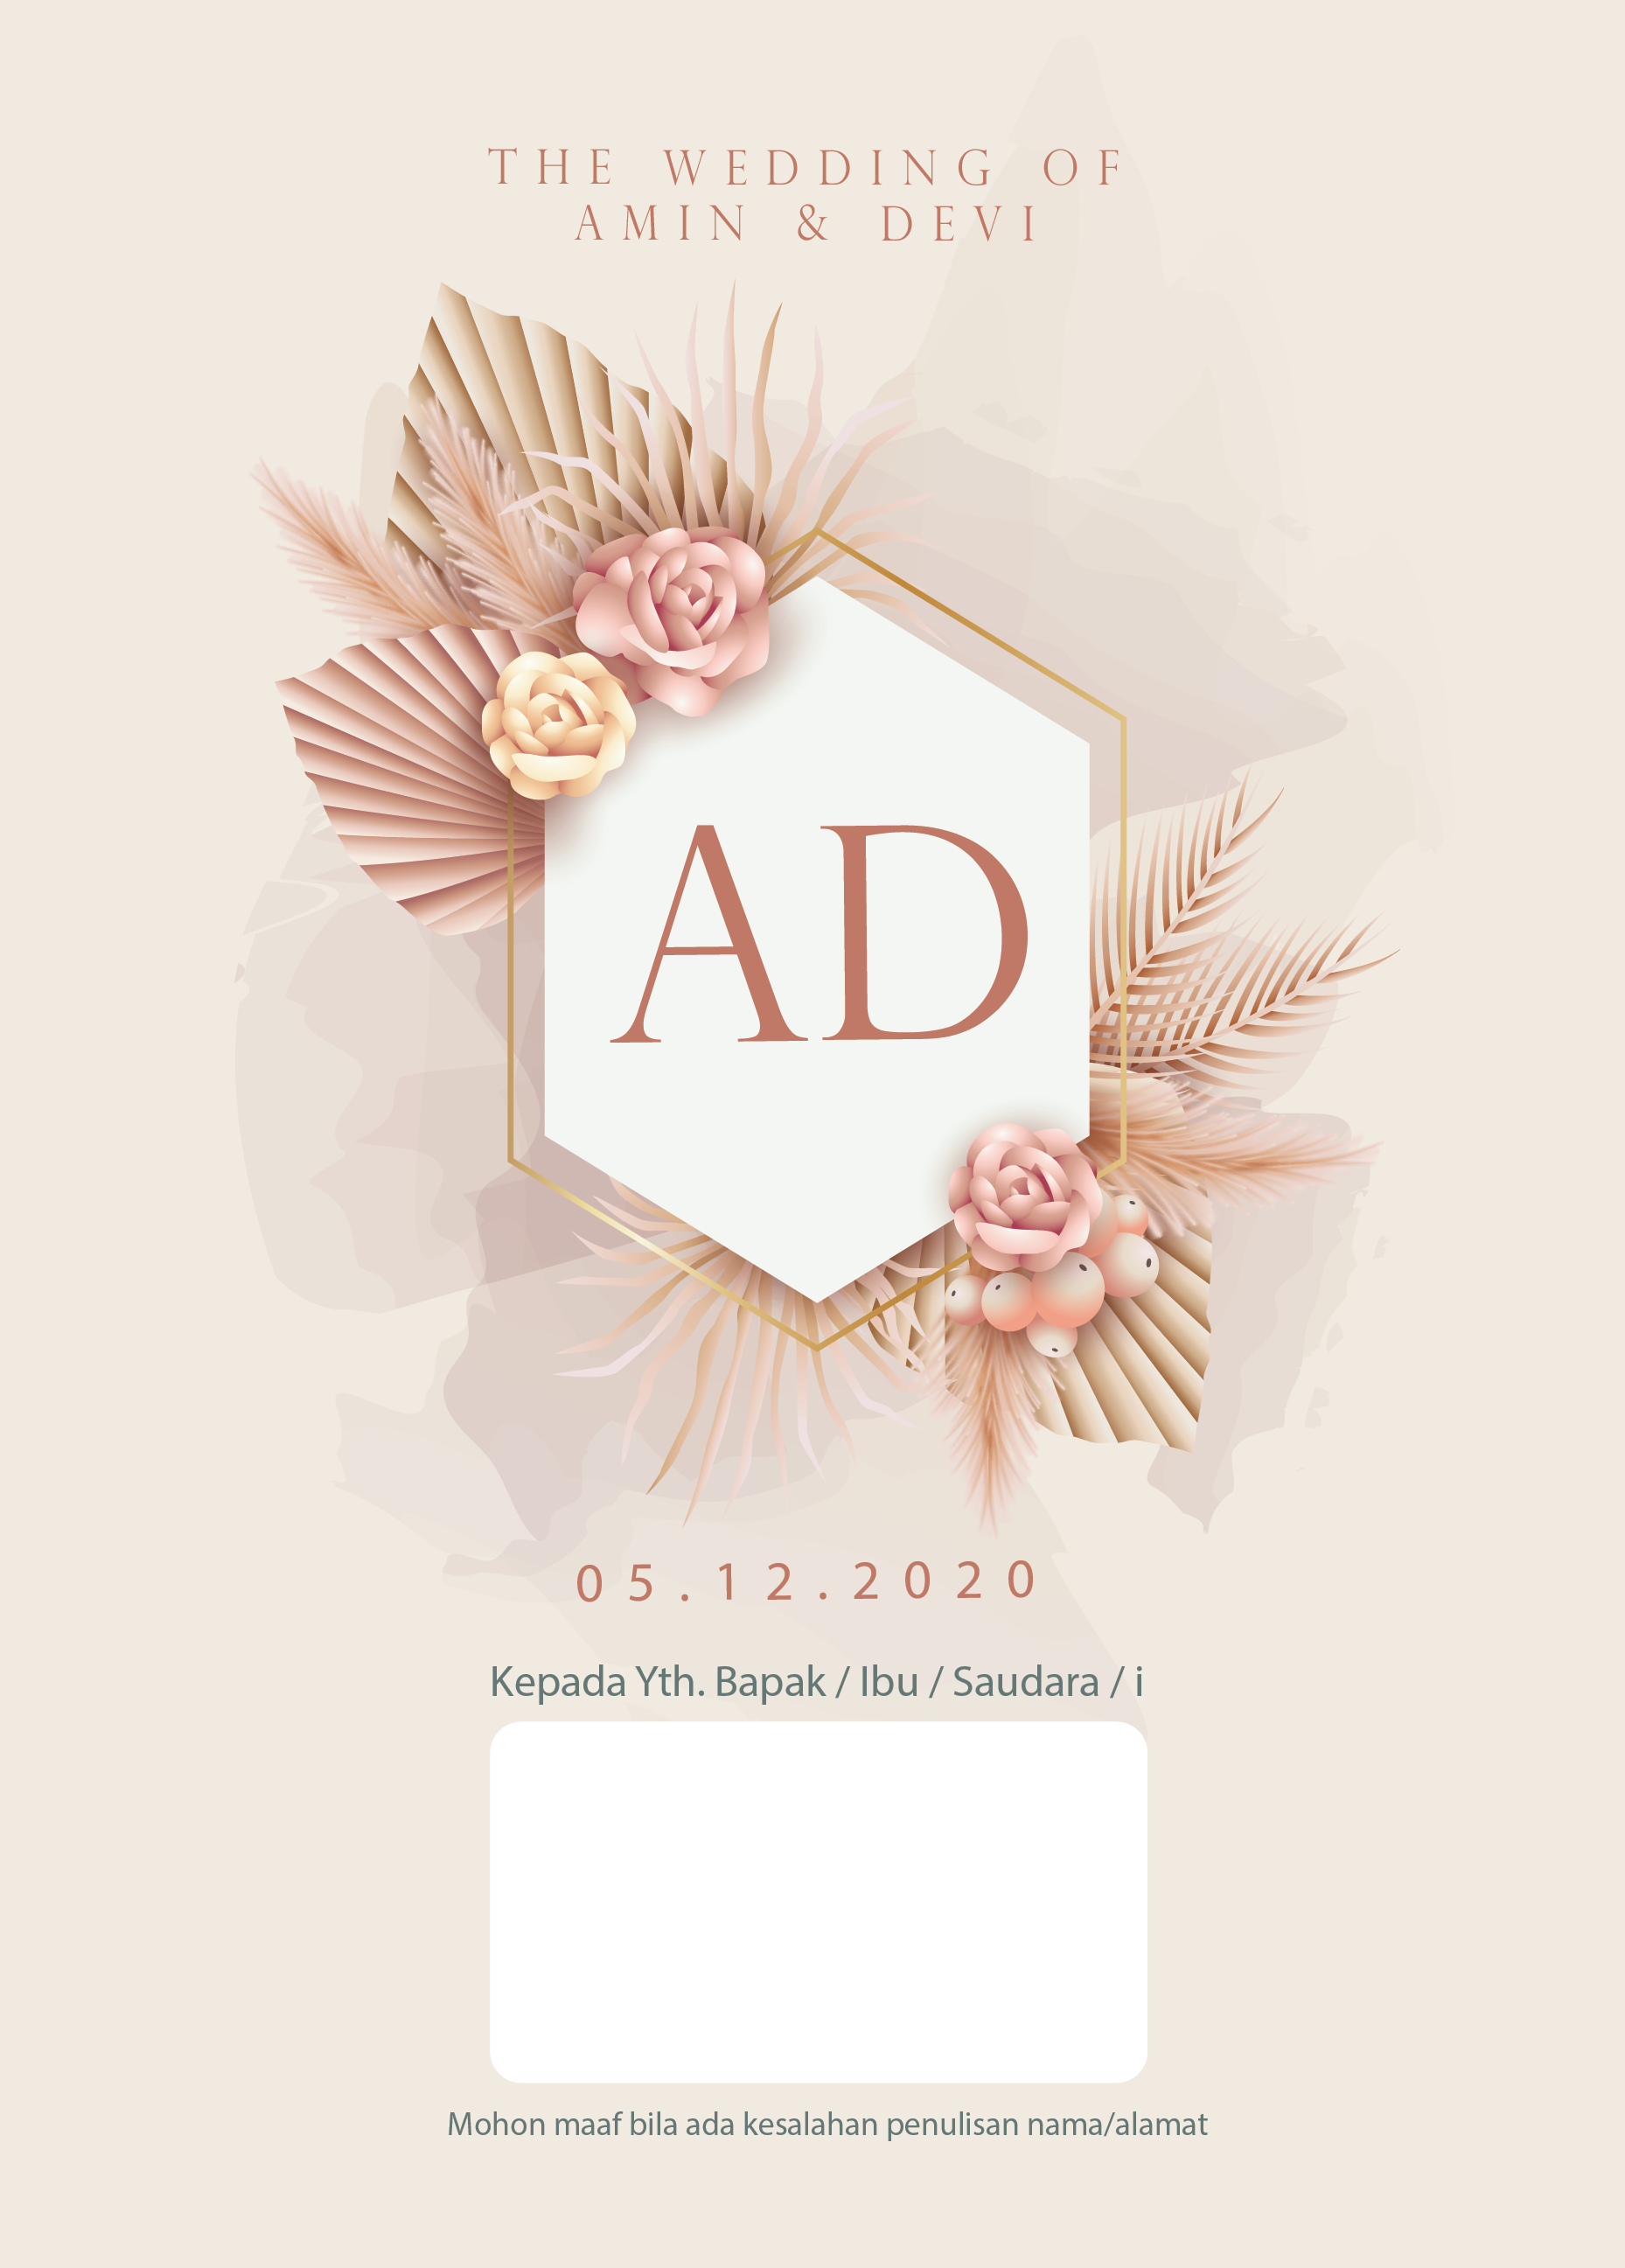 THE WEDDING OF
AMIN & DEVI
AD
05.12.2020
Kepada Yth. Bapak / Ibu / Saudara / i
Mohon maaf bila ada kesalahan penulisan nama/alamat